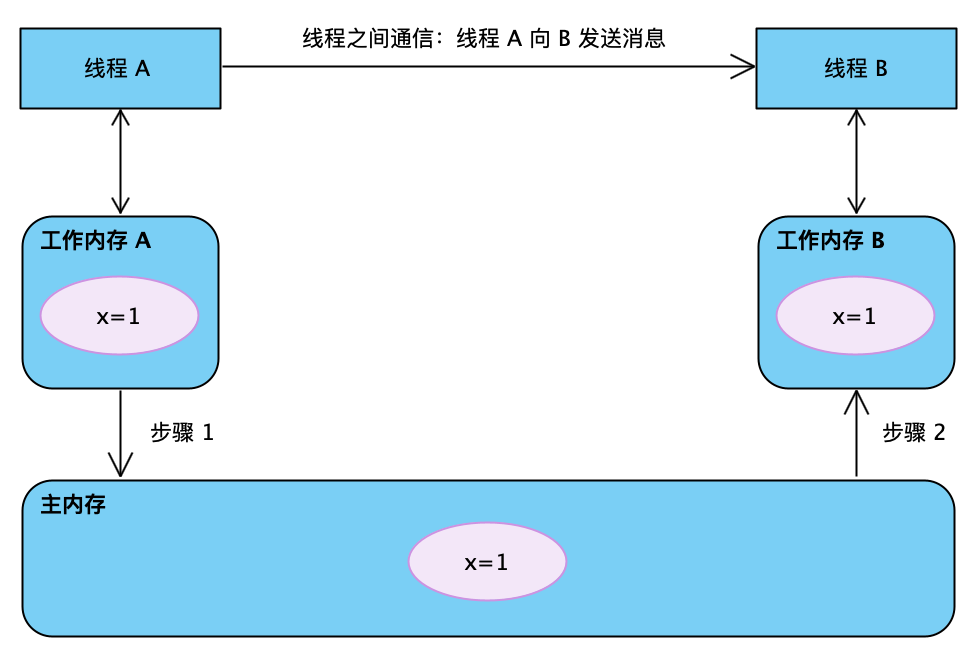 线程之间通信：线程 A 向 B 发送消息
线程 A
线程 B
工作内存 A
x=1
工作内存 B
x=1
步骤 1
步骤 2
主内存
x=1